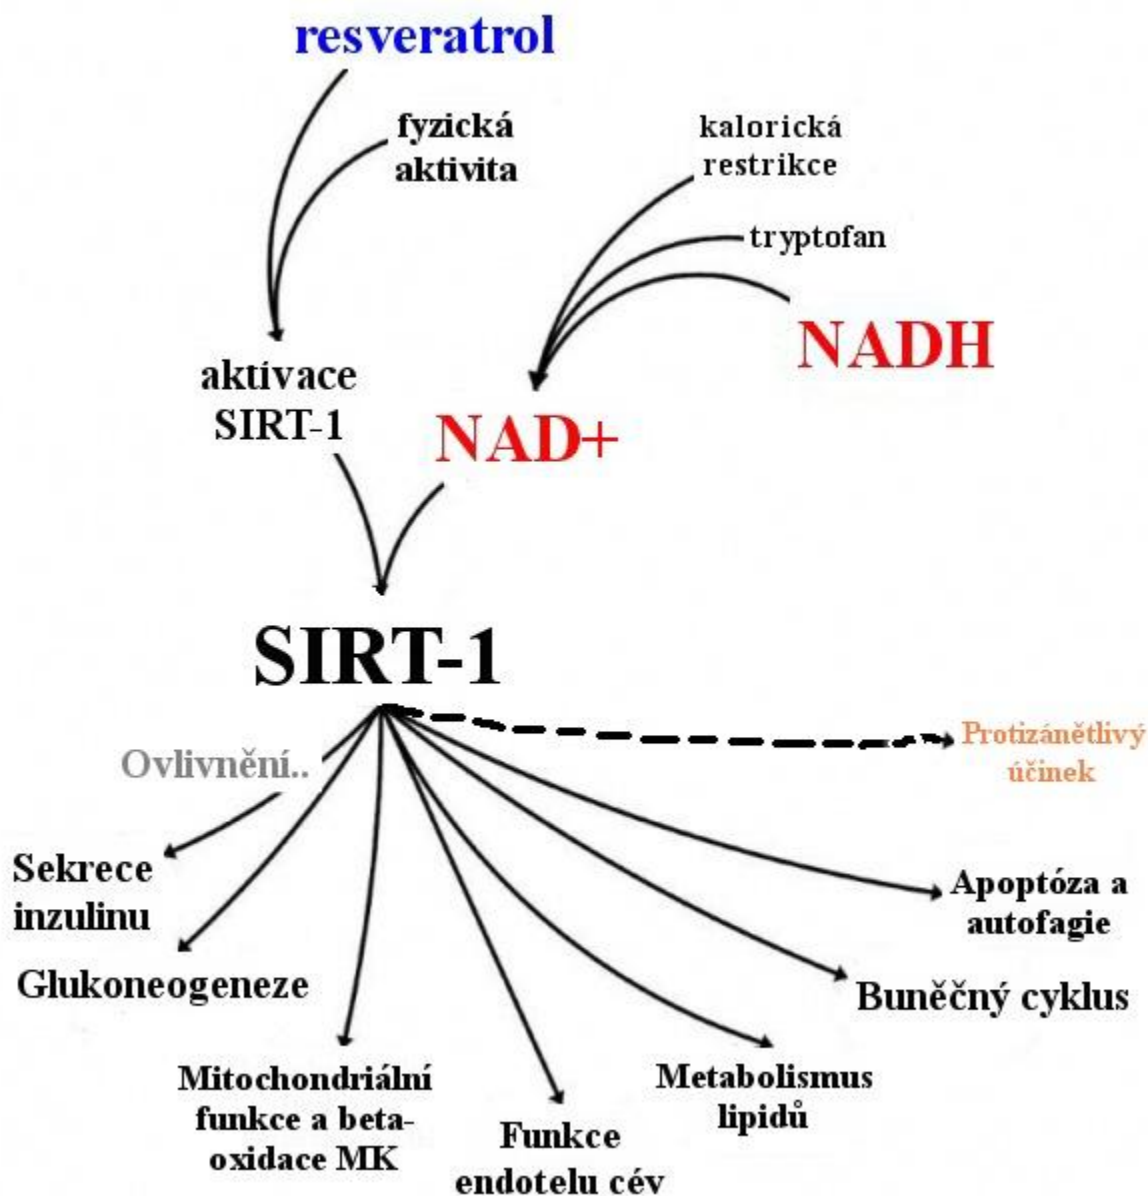 resveratrol
fyzická
aktivita
kalorická
restrikce
tryptofan
NADH
aktivace
SIRT-1
NAD+
SIRT-1
Ovlivnění..
Protizánětlivý
účinek
Sekrece
inzulinu
Apoptóza a
autofagie
Glukoneogeneze
Buněčný cyklus
Mitochondriální
funkce a beta-
oxidace MK
Metabolismus
lipidů
Funkce
endotelu cév